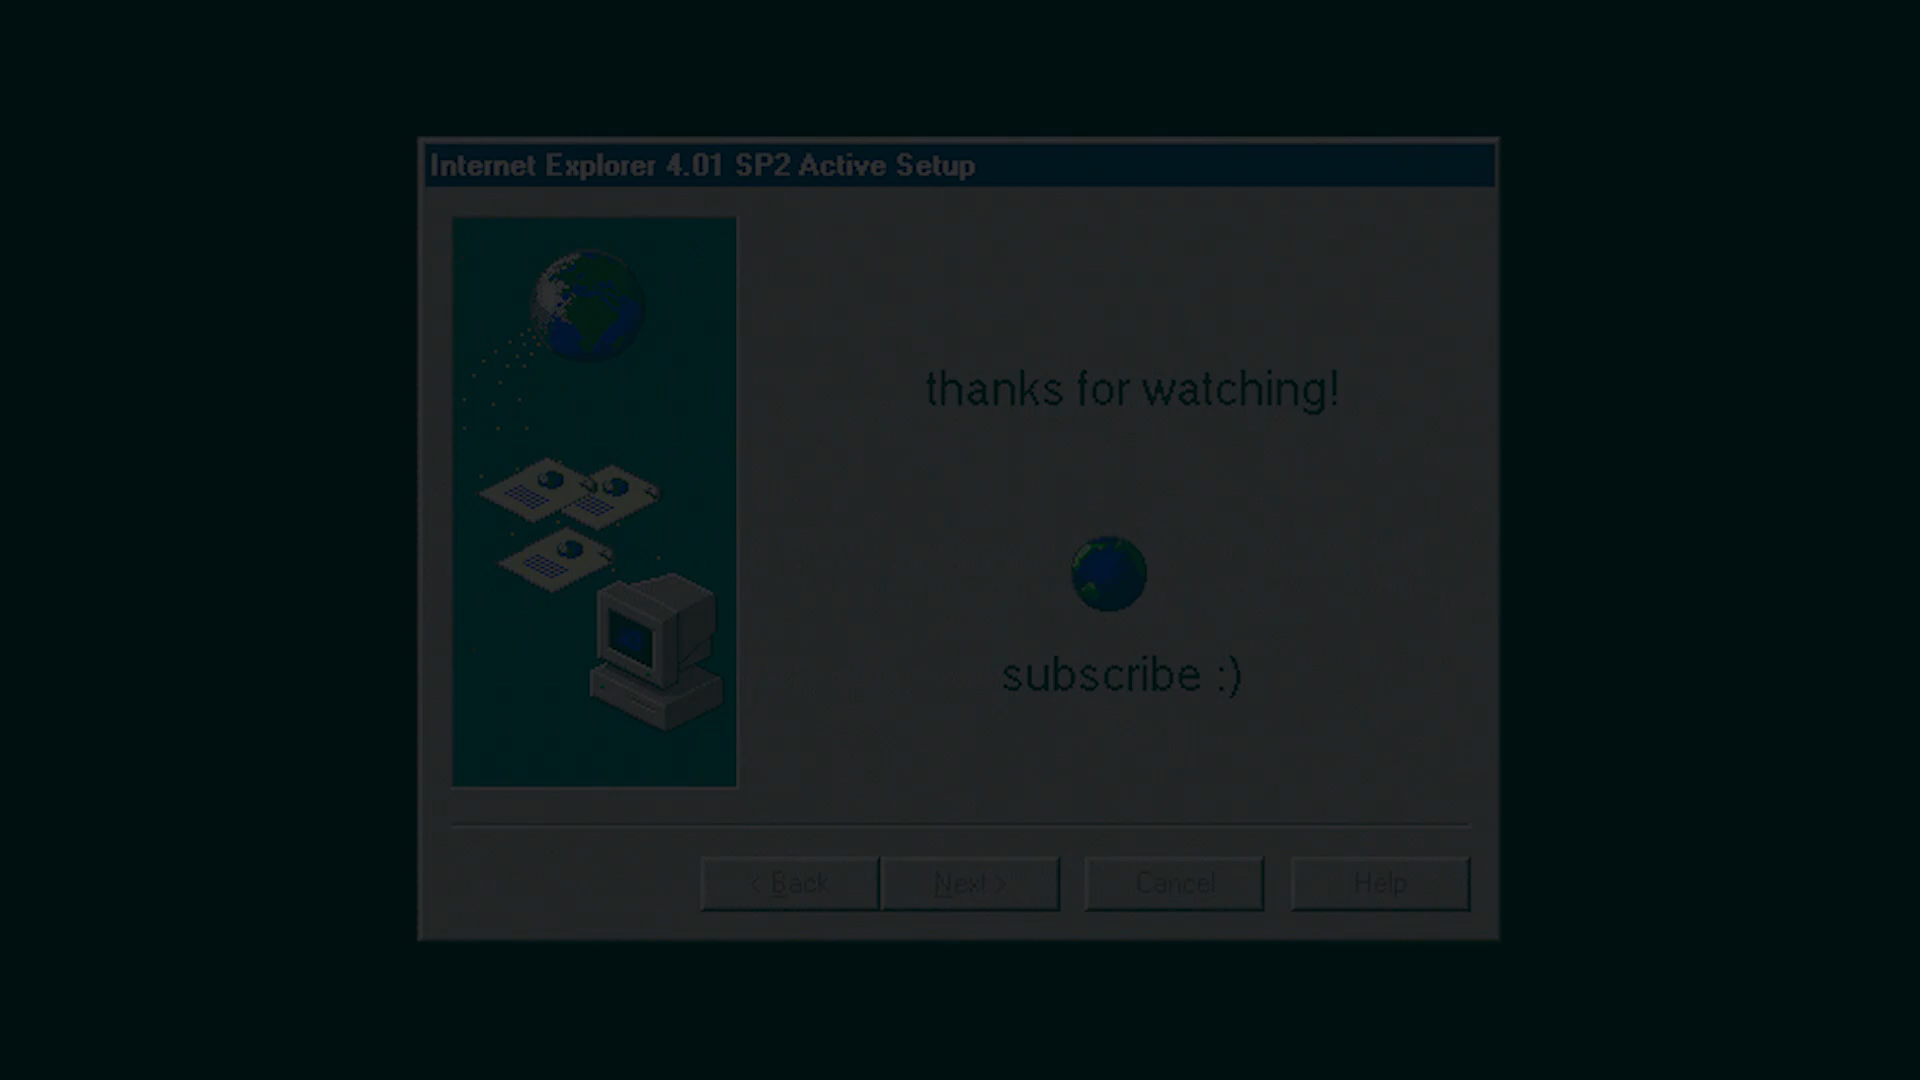 Internet Explorer 4.01 SP2 Active Setup
thanks for watching!
subscribe :)
< Back
Next >
Cancel
Help